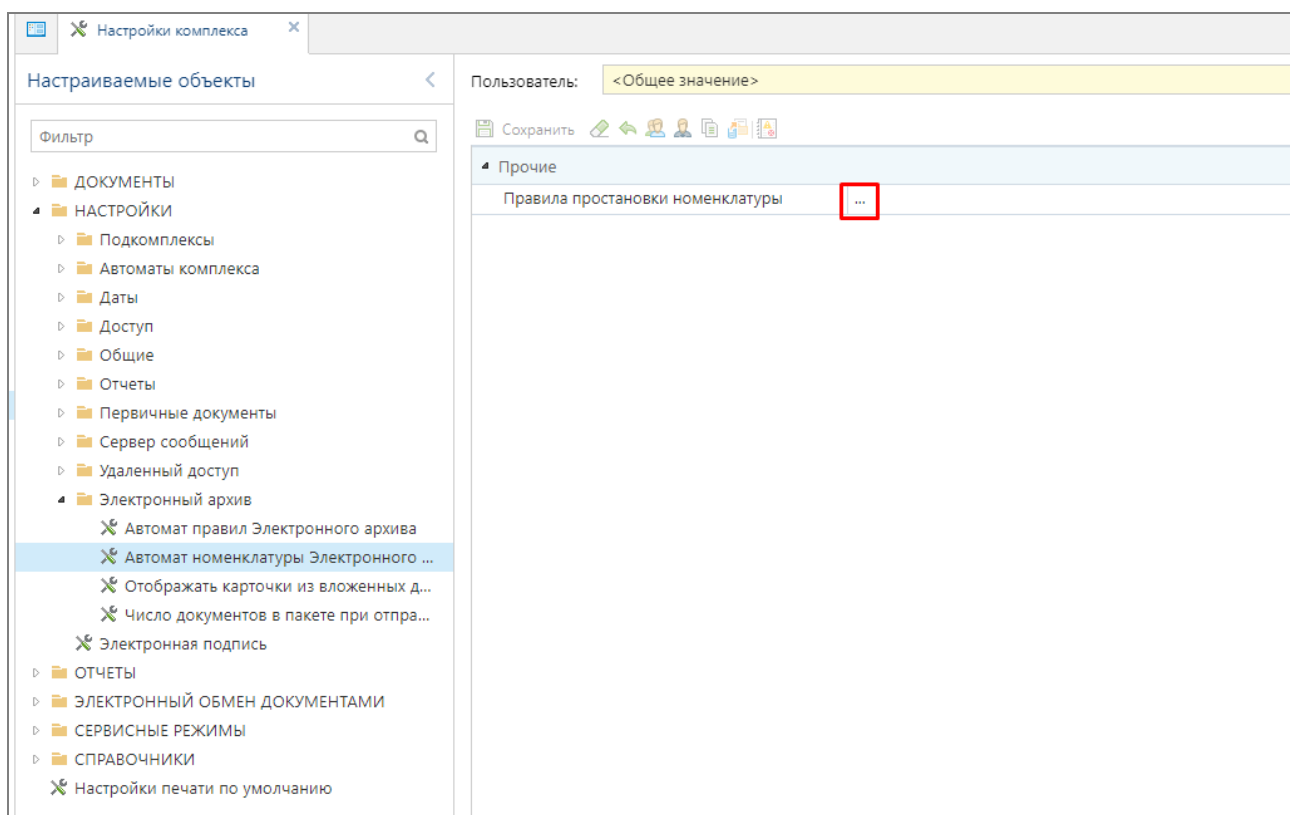 Настройки комплекса
Настраиваемые объекты
Пользователь: <Общее значение>
Фильтр
Сохранить
Прочие
Правила простановки номенклатуры ...
ДОКУМЕНТЫ
НАСТРОЙКИ
Подкомплексы
Автоматы комплекса
Даты
Доступ
Общие
Отчеты
Первичные документы
Сервер сообщений
Удаленный доступ
Электронный архив
Автомат правил Электронного архива
Автомат номенклатуры Электронного ...
Отображать карточки из вложенных д...
Число документов в пакете при отпра...
Электронная подпись
ОТЧЕТЫ
ЭЛЕКТРОННЫЙ ОБМЕН ДОКУМЕНТАМИ
СЕРВИСНЫЕ РЕЖИМЫ
СПРАВОЧНИКИ
Настройки печати по умолчанию